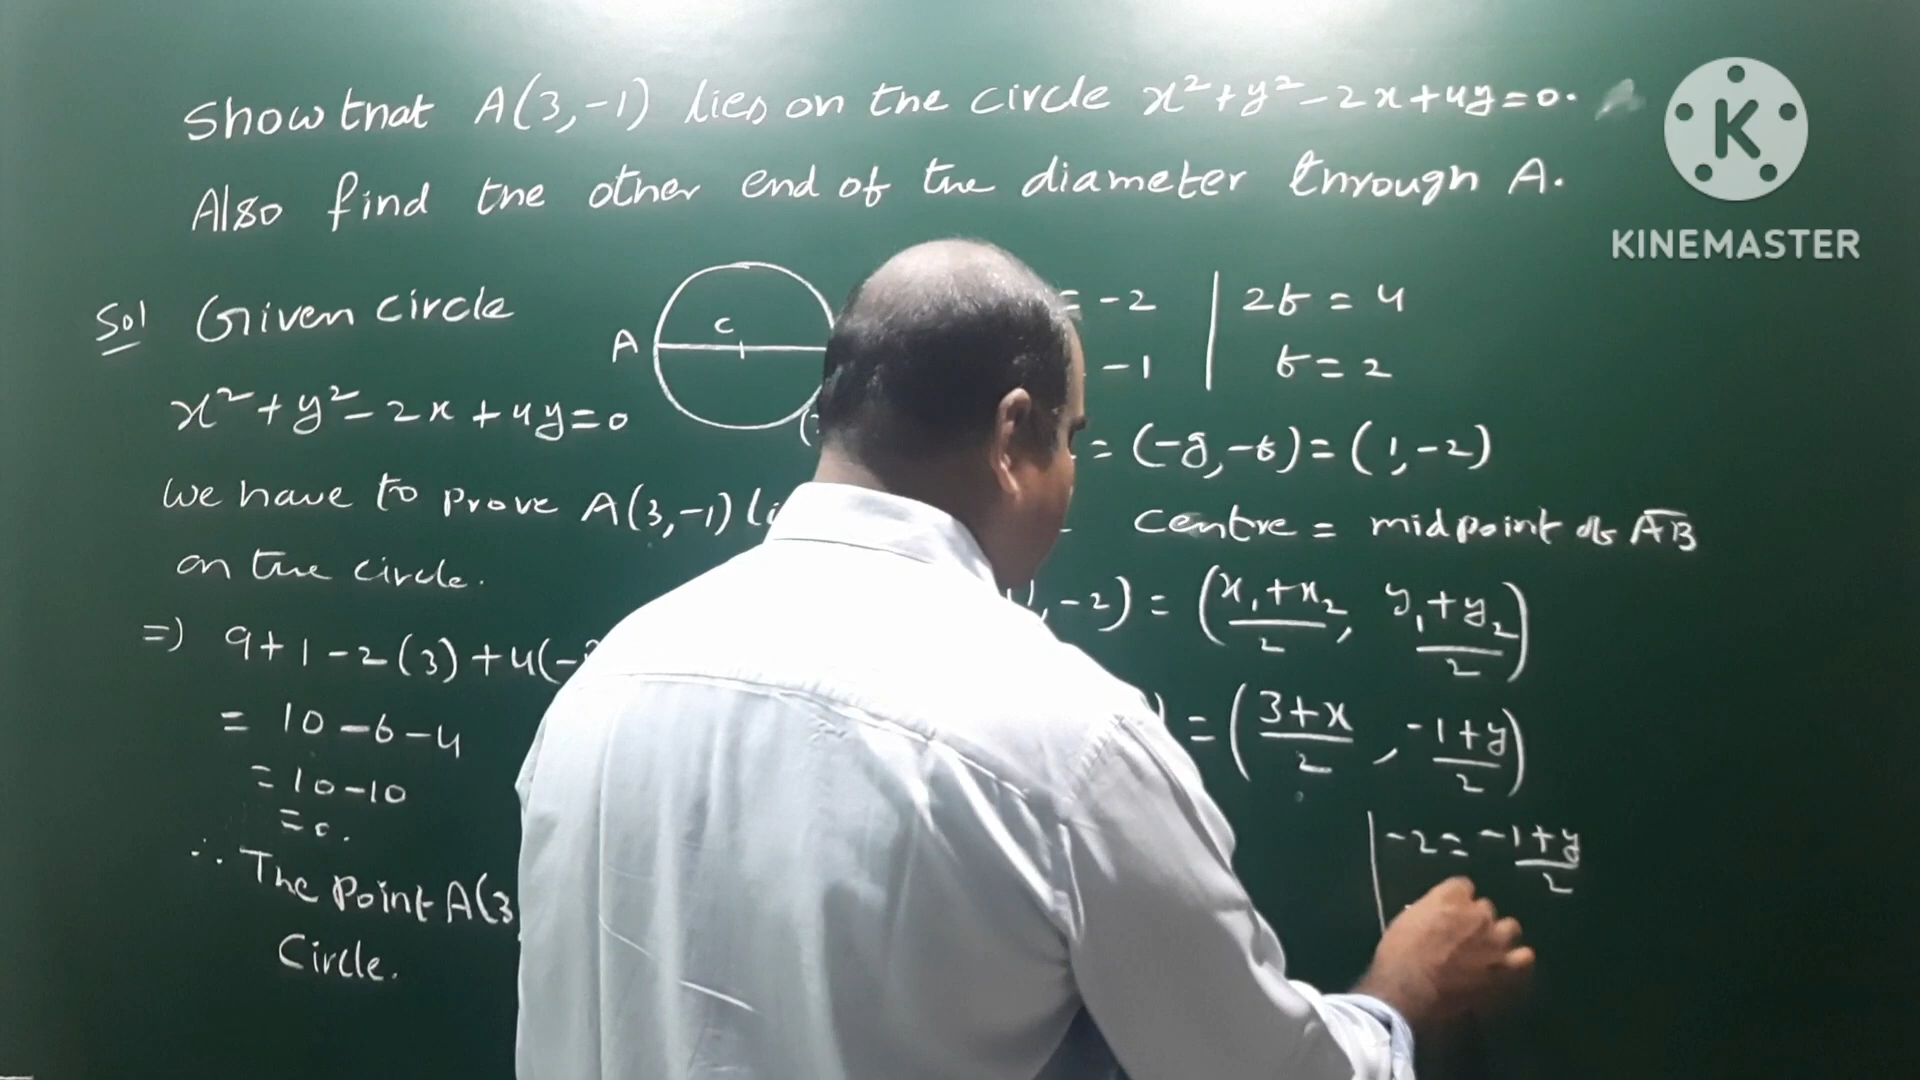 Show that A(3,-1) lies on the circle x²+y²-2x+4y=0.
Also find the other end of the diameter through A.
K
KINEMASTER
Sol Given circle
x²+y²-2x+4y=0
We have to prove A(3,-1)
on the circle.
=) 9+1-2(3)+4(-
= 10-6-4
=10-10
=0.
∴ The Point A(3
Circle.
A
C
= -2 | 2f = 4
-1 | f = 2
= (-g,-f) = (1,-2)
Centre = midpoint of AB
1,-2) = (x₁+x₂/2, y₁+y₂/2)
) = (3+x/2, -1+y/2)
-2 = -1+y/2